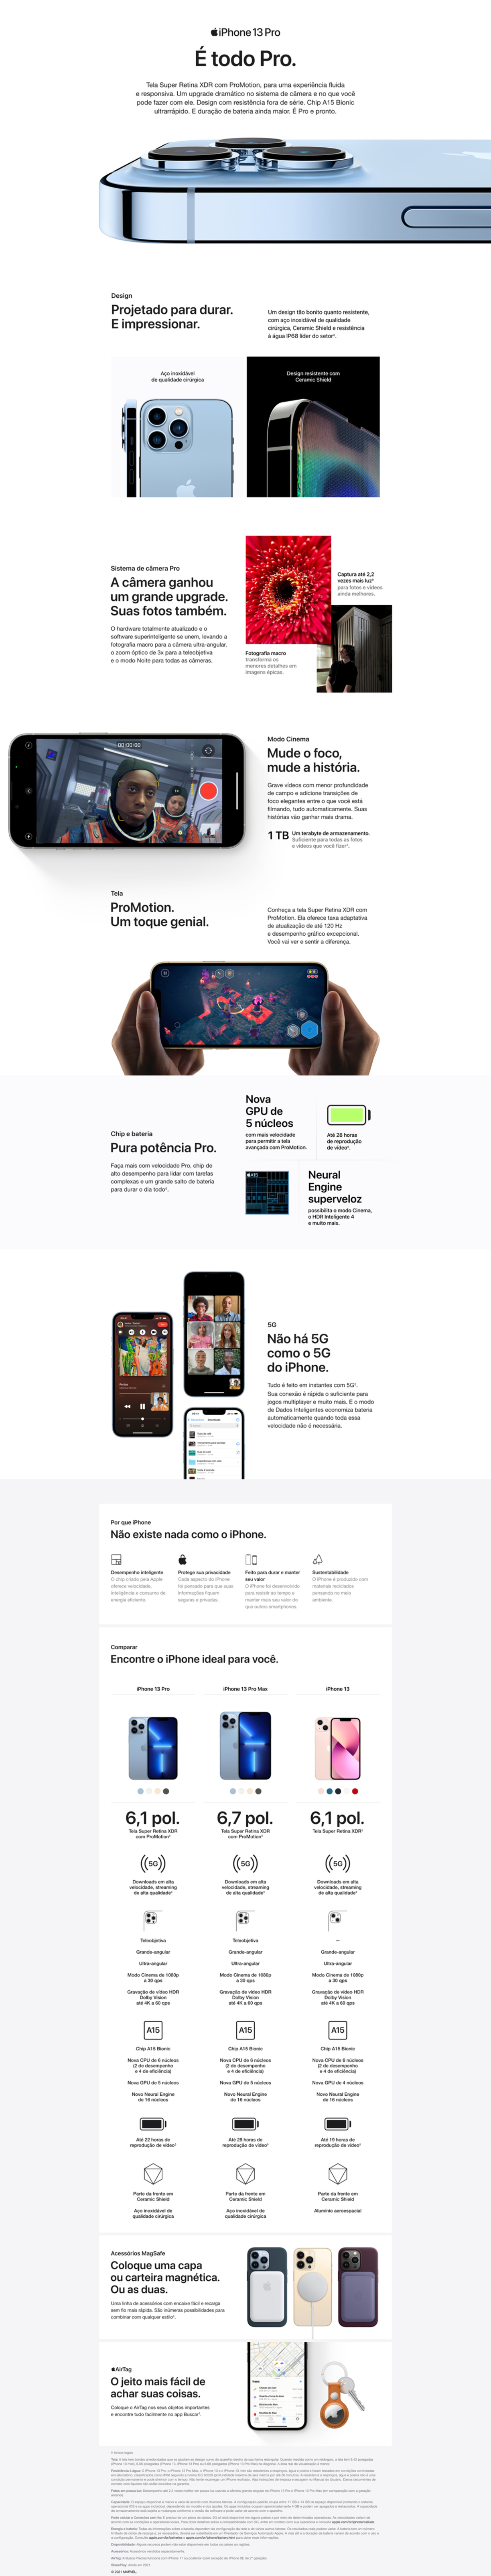 iPhone 13 Pro
É todo Pro.
Tela Super Retina XDR com ProMotion, para uma experiência fluida
e responsiva. Um upgrade dramático no sistema de câmera e no que você
pode fazer com ele. Design com resistência fora de série. Chip A15 Bionic
ultrarrápido. E duração de bateria ainda maior. É Pro e pronto.
Design
Projetado para durar.
E impressionar.
Um design tão bonito quanto resistente,
com aço inoxidável de qualidade
cirúrgica, Ceramic Shield e resistência
à água IP68 líder do setor
Aço inoxidável
de qualidade cirúrgica
Design resistente com
Ceramic Shield
Sistema de câmera Pro
A câmera ganhou
um grande upgrade.
Suas fotos também.
O hardware totalmente atualizado e o
software superinteligente se unem, levando a
fotografia macro para a câmera ultra-angular,
o zoom óptico de 3x para a teleobjetiva
e o modo Noite para todas as câmeras.
Captura até 2,2
vezes mais luz
para fotos e vídeos
ainda melhores.
Fotografia macro
transforma os
menores detalhes em
imagens épicas.
00:00:00
Modo Cinema
Mude o foco,
mude a história.
Grave vídeos com menor profundidade
de campo e adicione transições de
foco elegantes entre o que você está
filmando, tudo automaticamente. Suas
histórias vão ganhar mais drama.
1 TB
Um terabyte de armazenamento.
Suficiente para todas as fotos
e vídeos que você fizer
Tela
ProMotion.
Um toque genial.
Conheça a tela Super Retina XDR com
ProMotion. Ela oferece taxa adaptativa
de atualização de até 120 Hz
e desempenho gráfico excepcional.
Você vai ver e sentir a diferença.
Chip e bateria
Pura potência Pro.
Faça mais com velocidade Pro, chip de
alto desempenho para lidar com tarefas
complexas e um grande salto de bateria
para durar o dia todo
Nova
GPU de
5 núcleos
com mais velocidade
para permitir a tela
avançada com ProMotion.
Até 28 horas
de reprodução
de vídeo
A15
Neural
Engine
superveloz
possibilita o modo Cinema,
o HDR Inteligente 4
e muito mais.
5G
Não há 5G
como o 5G
do iPhone.
Tudo é feito em instantes com 5G
Sua conexão é rápida o suficiente para
jogos multiplayer e muito mais. E o modo
de Dados Inteligentes economiza bateria
automaticamente quando toda essa
velocidade não é necessária.
Por que iPhone
Não existe nada como o iPhone.
Desempenho inteligente
O chip criado pela Apple
oferece velocidade,
inteligência e consumo de
energia eficiente.
Protege sua privacidade
Cada aspecto do iPhone
foi pensado para que suas
informações fiquem
seguras e privadas.
Feito para durar e manter
seu valor
O iPhone foi desenvolvido
para resistir ao tempo e
manter mais seu valor do
que outros smartphones.
Sustentabilidade
O iPhone é produzido com
materiais reciclados
pensando no meio
ambiente.
Comparar
Encontre o iPhone ideal para você.
iPhone 13 Pro
iPhone 13 Pro Max
iPhone 13
6,1 pol.
6,7 pol.
6,1 pol.
Tela Super Retina XDR
com ProMotion
Tela Super Retina XDR
com ProMotion
Tela Super Retina XDR
5G
5G
5G
Downloads em alta
velocidade, streaming
de alta qualidade
Downloads em alta
velocidade, streaming
de alta qualidade
Downloads em alta
velocidade, streaming
de alta qualidade
Teleobjetiva
Teleobjetiva
–
Grande-angular
Grande-angular
Grande-angular
Ultra-angular
Ultra-angular
Ultra-angular
Modo Cinema de 1080p
a 30 qps
Modo Cinema de 1080p
a 30 qps
Modo Cinema de 1080p
a 30 qps
Gravação de vídeo HDR
Dolby Vision
até 4K a 60 qps
Gravação de vídeo HDR
Dolby Vision
até 4K a 60 qps
Gravação de vídeo HDR
Dolby Vision
até 4K a 60 qps
A15
A15
A15
Chip A15 Bionic
Chip A15 Bionic
Chip A15 Bionic
Nova CPU de 6 núcleos
(2 de desempenho
e 4 de eficiência)
Nova CPU de 6 núcleos
(2 de desempenho
e 4 de eficiência)
Nova CPU de 6 núcleos
(2 de desempenho
e 4 de eficiência)
Nova GPU de 5 núcleos
Nova GPU de 5 núcleos
Nova GPU de 4 núcleos
Novo Neural Engine
de 16 núcleos
Novo Neural Engine
de 16 núcleos
Novo Neural Engine
de 16 núcleos
Até 22 horas de
reprodução de vídeo
Até 28 horas de
reprodução de vídeo
Até 19 horas de
reprodução de vídeo
Parte da frente em
Ceramic Shield
Parte da frente em
Ceramic Shield
Parte da frente em
Ceramic Shield
Aço inoxidável de
qualidade cirúrgica
Aço inoxidável de
qualidade cirúrgica
Alumínio aeroespacial
Acessórios MagSafe
Coloque uma capa
ou carteira magnética.
Ou as duas.
Uma linha de acessórios com encaixe fácil e recarga
sem fio mais rápida. São inúmeras possibilidades para
combinar com qualquer estilo
AirTag
O jeito mais fácil de
achar suas coisas.
Coloque o AirTag nos seus objetos importantes
e encontre tudo facilmente no app Buscar